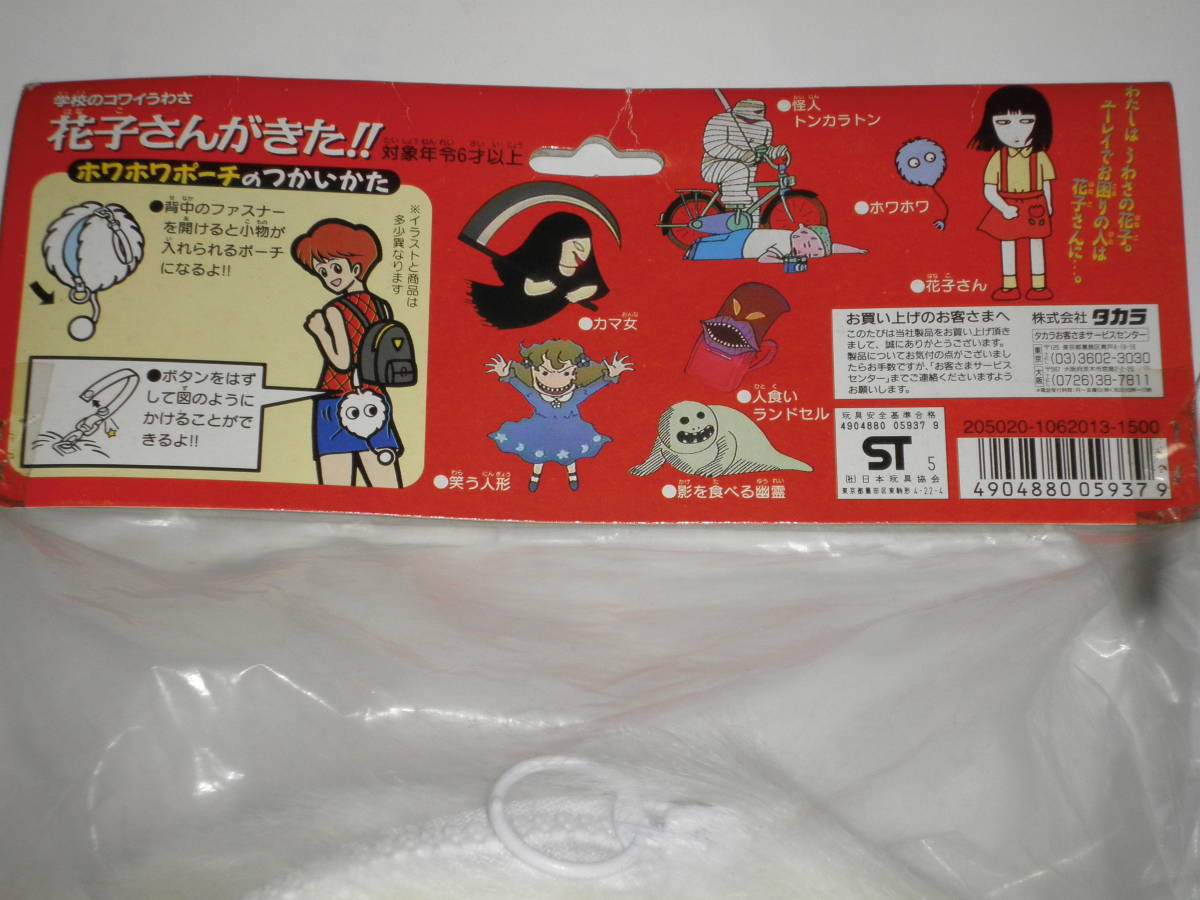 学校のコワイうわさ
花子さんがきた!!
対象年令6才以上
ホワホワポーチのつかいかた
●背中のファスナー
を開けると小物が
入れられるポーチ
になるよ!!
※イラストと商品は
多少異なります
●ボタンをはず
して図のように
かけることがで
きるよ!!
●カマ女
●怪人
トンカラトン
●ホワホワ
●花子さん
わたしは うわさの花子。
ユーレイでお困りの人は
花子さんに…。
●笑う人形
●人食い
ランドセル
●影を食べる幽霊
お買い上げのお客さまへ
このたびは当社製品をお買い上げ頂き
まして、誠にありがとうございます。
製品についてお気付の点がございまし
たらお手数ですが、「お客さまサービス
センター」までご連絡くださいますよう
お願いします。
株式会社 タカラ
タカラお客さまサービスセンター
東京
(03)3602-3030
大阪
(0726)38-7811
玩具安全基準合格
4904880 05937 9
ST 5
(社)日本玩具協会
東京都墨田区東駒形4-22-4
205020-1062013-1500
4904880 059379